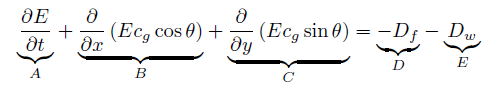 ∂E/∂t + ∂/∂x (Ec_g cos θ) + ∂/∂y (Ec_g sin θ) = −D_f − D_w
A B C D E